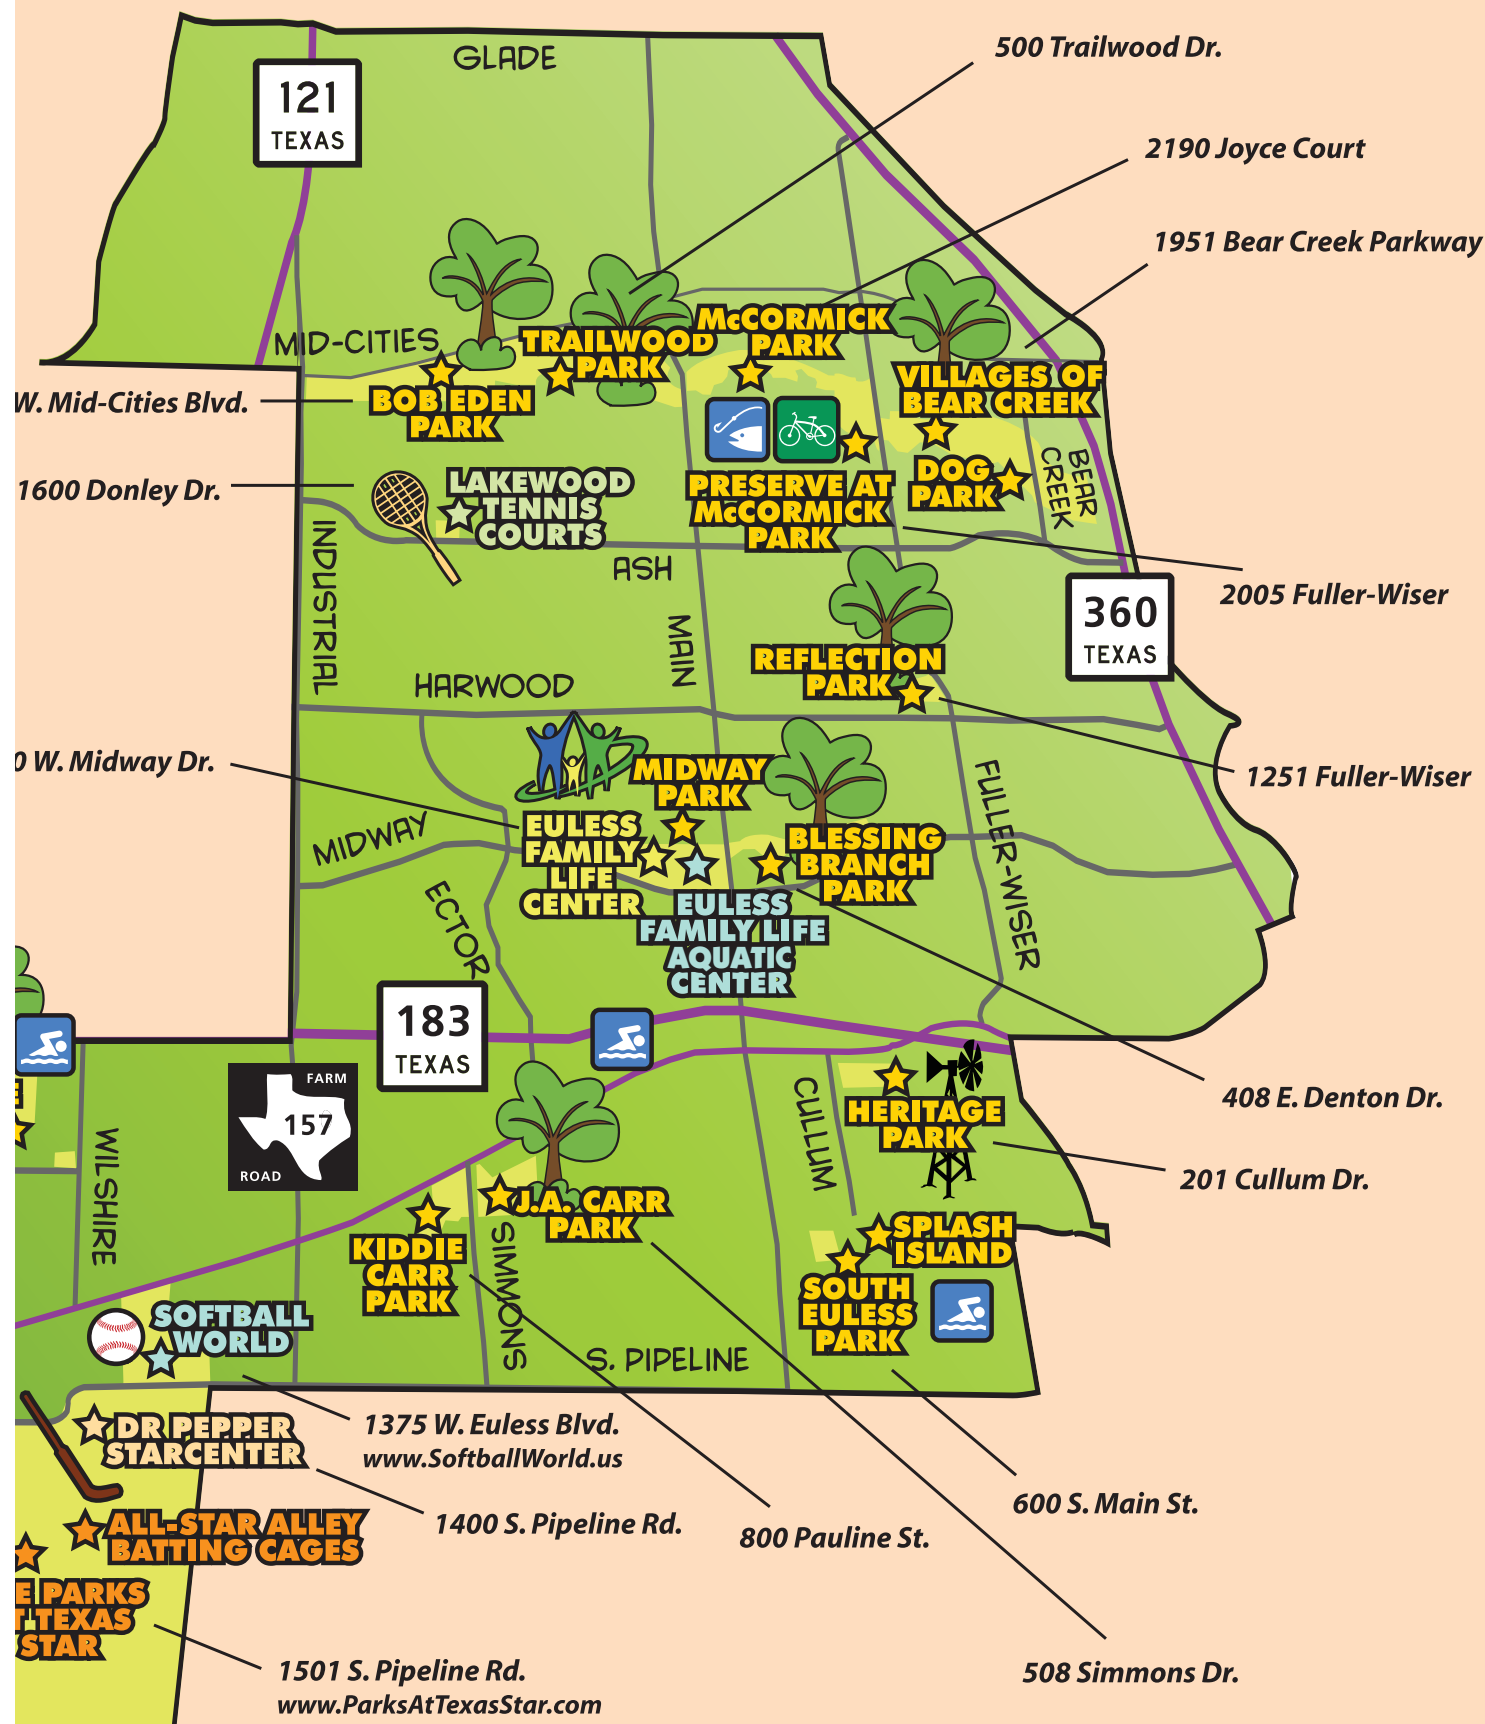 GLADE
500 Trailwood Dr.
121
TEXAS
2190 Joyce Court
1951 Bear Creek Parkway
MID-CITIES
TRAILWOOD
PARK
McCORMICK
PARK
W. Mid-Cities Blvd.
BOB EDEN
PARK
VILLAGES OF
BEAR CREEK
DOG
PARK
BEAR
CREEK
1600 Donley Dr.
LAKEWOOD
TENNIS
COURTS
PRESERVE AT
McCORMICK
PARK
INDUSTRIAL
ASH
2005 Fuller-Wiser
360
TEXAS
MAIN
REFLECTION
PARK
HARWOOD
0 W. Midway Dr.
MIDWAY
PARK
1251 Fuller-Wiser
FULLER-WISER
MIDWAY
EULESS
FAMILY
LIFE
CENTER
BLESSING
BRANCH
PARK
ECTOR
EULESS
FAMILY LIFE
AQUATIC
CENTER
183
TEXAS
FARM
157
ROAD
WILSHIRE
CULLUM
HERITAGE
PARK
408 E. Denton Dr.
201 Cullum Dr.
J.A. CARR
PARK
KIDDIE
CARR
PARK
SIMMONS
SPLASH
ISLAND
SOUTH
EULESS
PARK
SOFTBALL
WORLD
S. PIPELINE
1375 W. Euless Blvd.
www.SoftballWorld.us
DR PEPPER
STARCENTER
1400 S. Pipeline Rd.
800 Pauline St.
600 S. Main St.
ALL-STAR ALLEY
BATTING CAGES
E PARKS
T TEXAS
STAR
1501 S. Pipeline Rd.
www.ParksAtTexasStar.com
508 Simmons Dr.